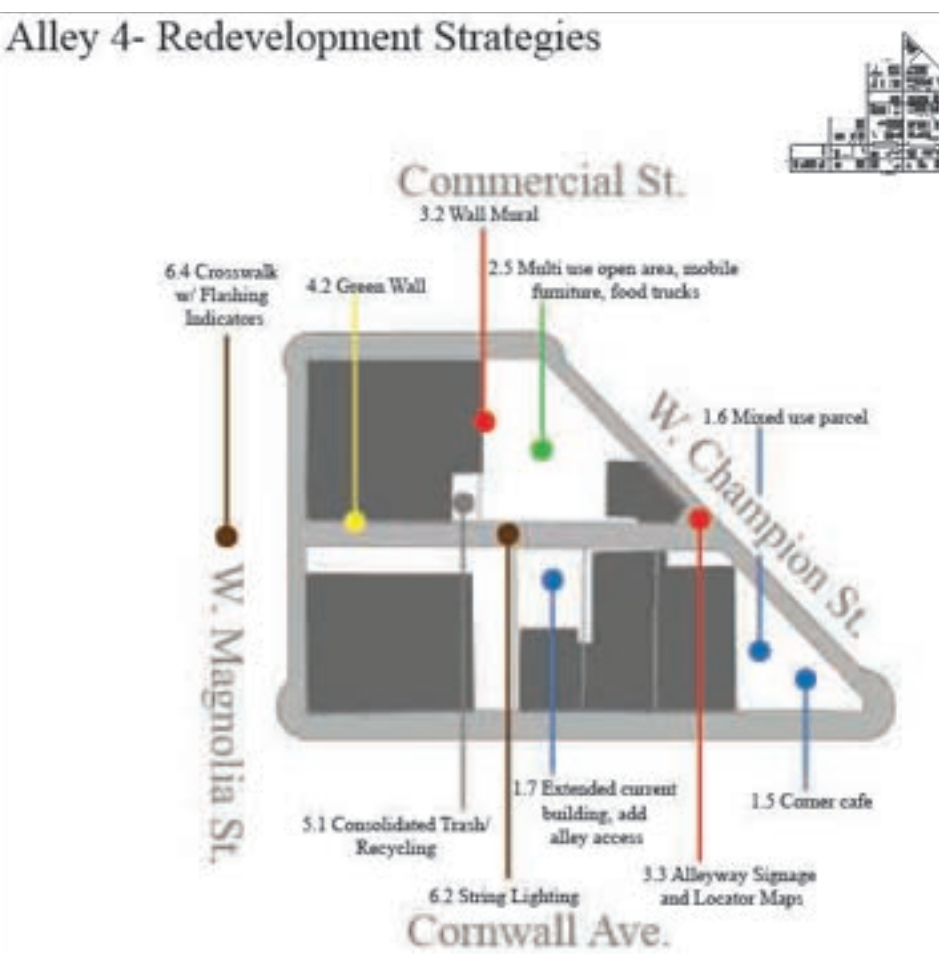 Alley 4- Redevelopment Strategies
Commercial St.
3.2 Wall Mural
6.4 Crosswalk
w/ Flashing
Indicators
4.2 Green Wall
2.5 Multi use open area, mobile
furniture, food trucks
W. Champion St.
1.6 Mixed use parcel
W. Magnolia St.
5.1 Consolidated Trash/
Recycling
1.7 Extended current
building, add
alley access
1.5 Corner cafe
3.3 Alleyway Signage
and Locator Maps
6.2 String Lighting
Cornwall Ave.